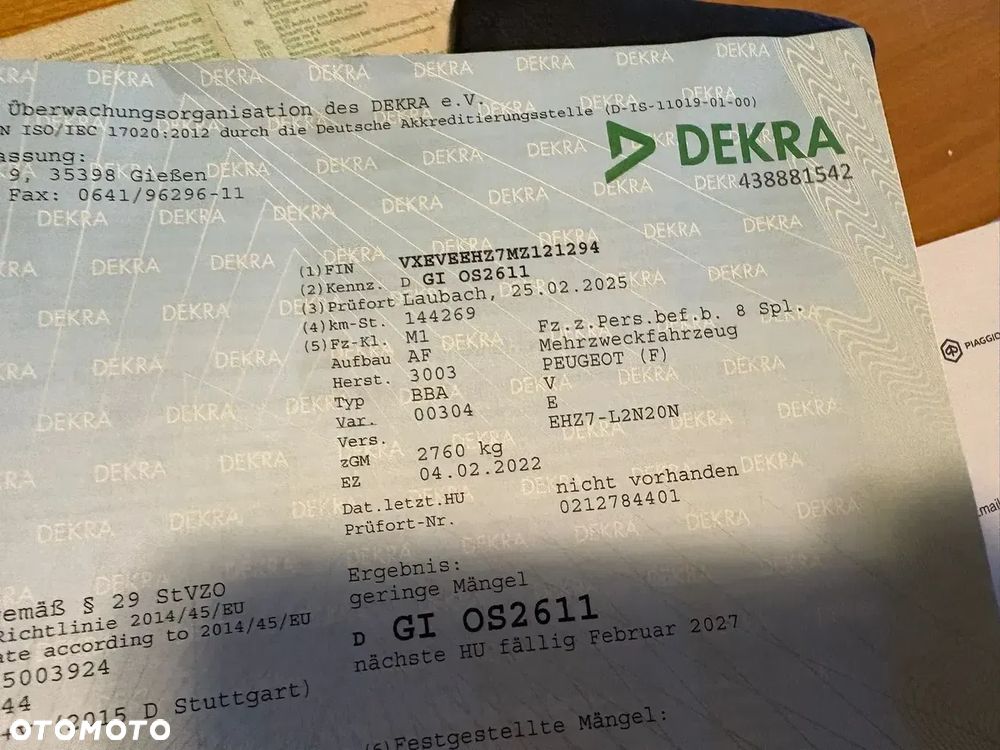 Überwachungsorganisation des DEKRA e.V.
N ISO/IEC 17020:2012 durch die Deutsche Akkreditierungsstelle (D-IS-11019-01-00)
DEKRA
438881542
assung:
9, 35398 Gießen
Fax: 0641/96296-11
(1)FIN VXEVEEHZ7MZ121294
(2)Kennz. D GI OS2611
(3)Prüfort Laubach, 25.02.2025
(4)km-St. 144269
(5)Fz-Kl. M1 Fz.z.Pers.bef.b. 8 Spl.
Aufbau AF Mehrzweckfahrzeug
Herst. 3003 PEUGEOT (F)
Typ BBA V
Var. 00304 E
Vers. EHZ7-L2N20N
zGM 2760 kg
EZ 04.02.2022
Dat.letzt.HU nicht vorhanden
Prüfort-Nr. 0212784401
Ergebnis:
geringe Mängel
D GI OS2611
nächste HU fällig Februar 2027
emäß § 29 StVZO
Richtlinie 2014/45/EU
ate according to 2014/45/EU
5003924
44
/2015 D Stuttgart)
(6)Festgestellte Mängel:
PIAGGIO
OTOMOTO